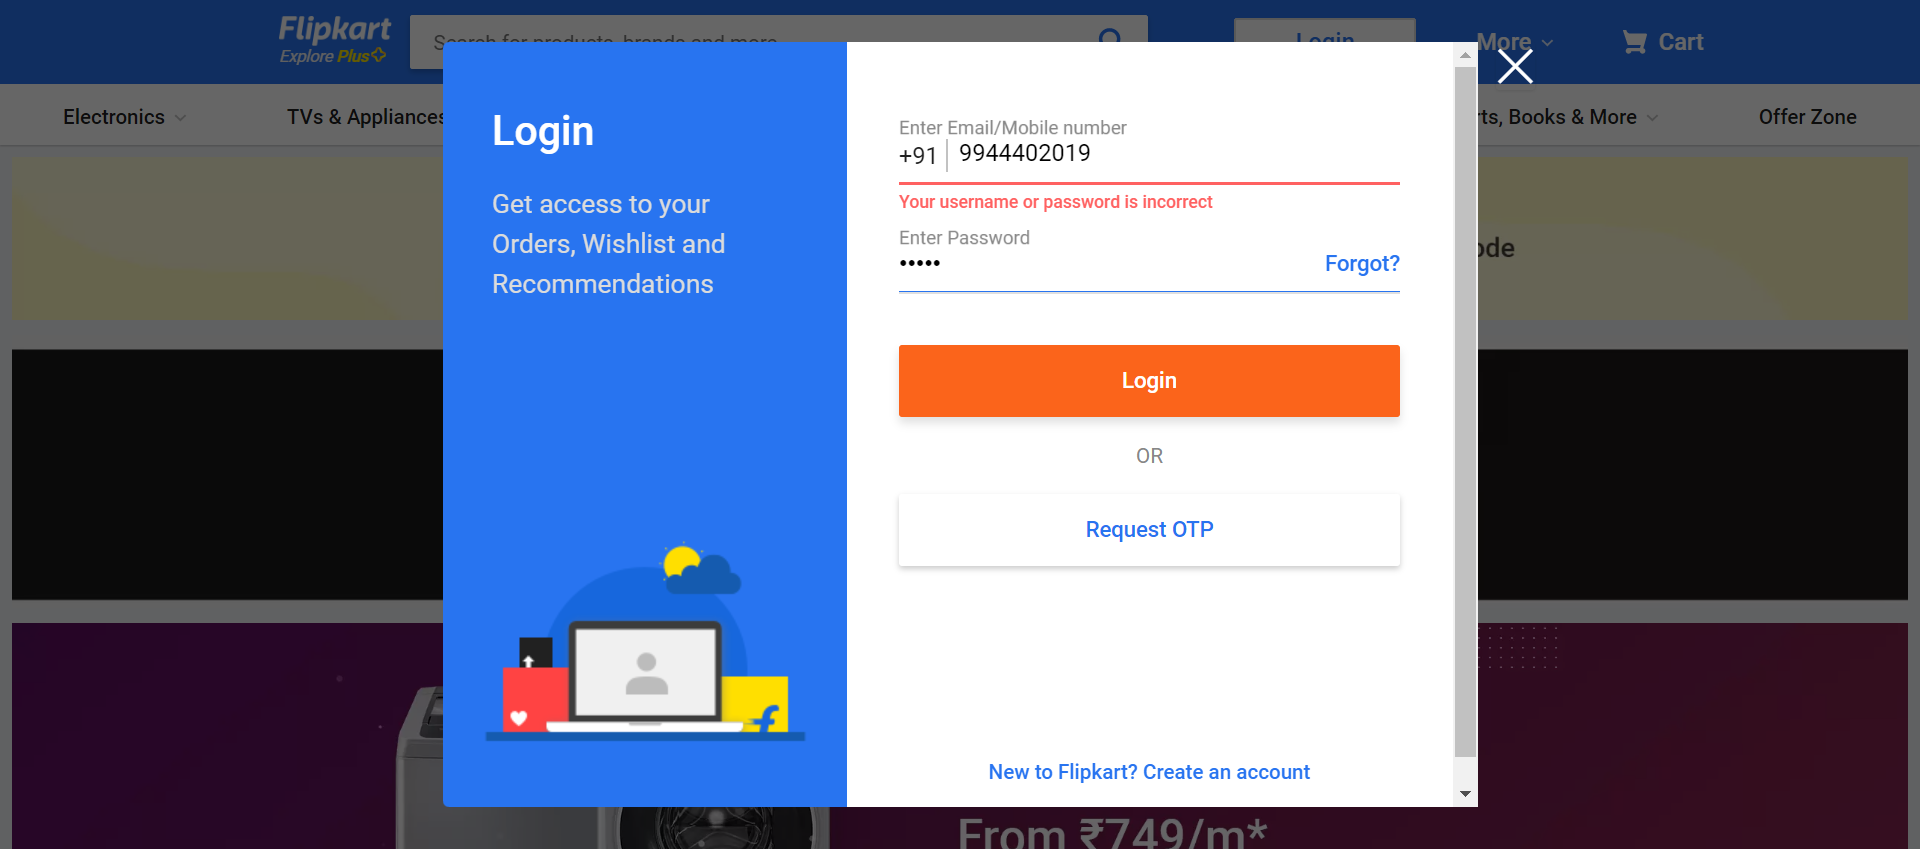 Flipkart
Explore Plus
Search for products, brands and more
Login
More
Cart
Electronics
TVs & Appliances
Books & More
Offer Zone
Login
Get access to your
Orders, Wishlist and
Recommendations
Enter Email/Mobile number
+91 9944402019
Your username or password is incorrect
Enter Password
•••••
Forgot?
Login
OR
Request OTP
New to Flipkart? Create an account
From ₹749/m*